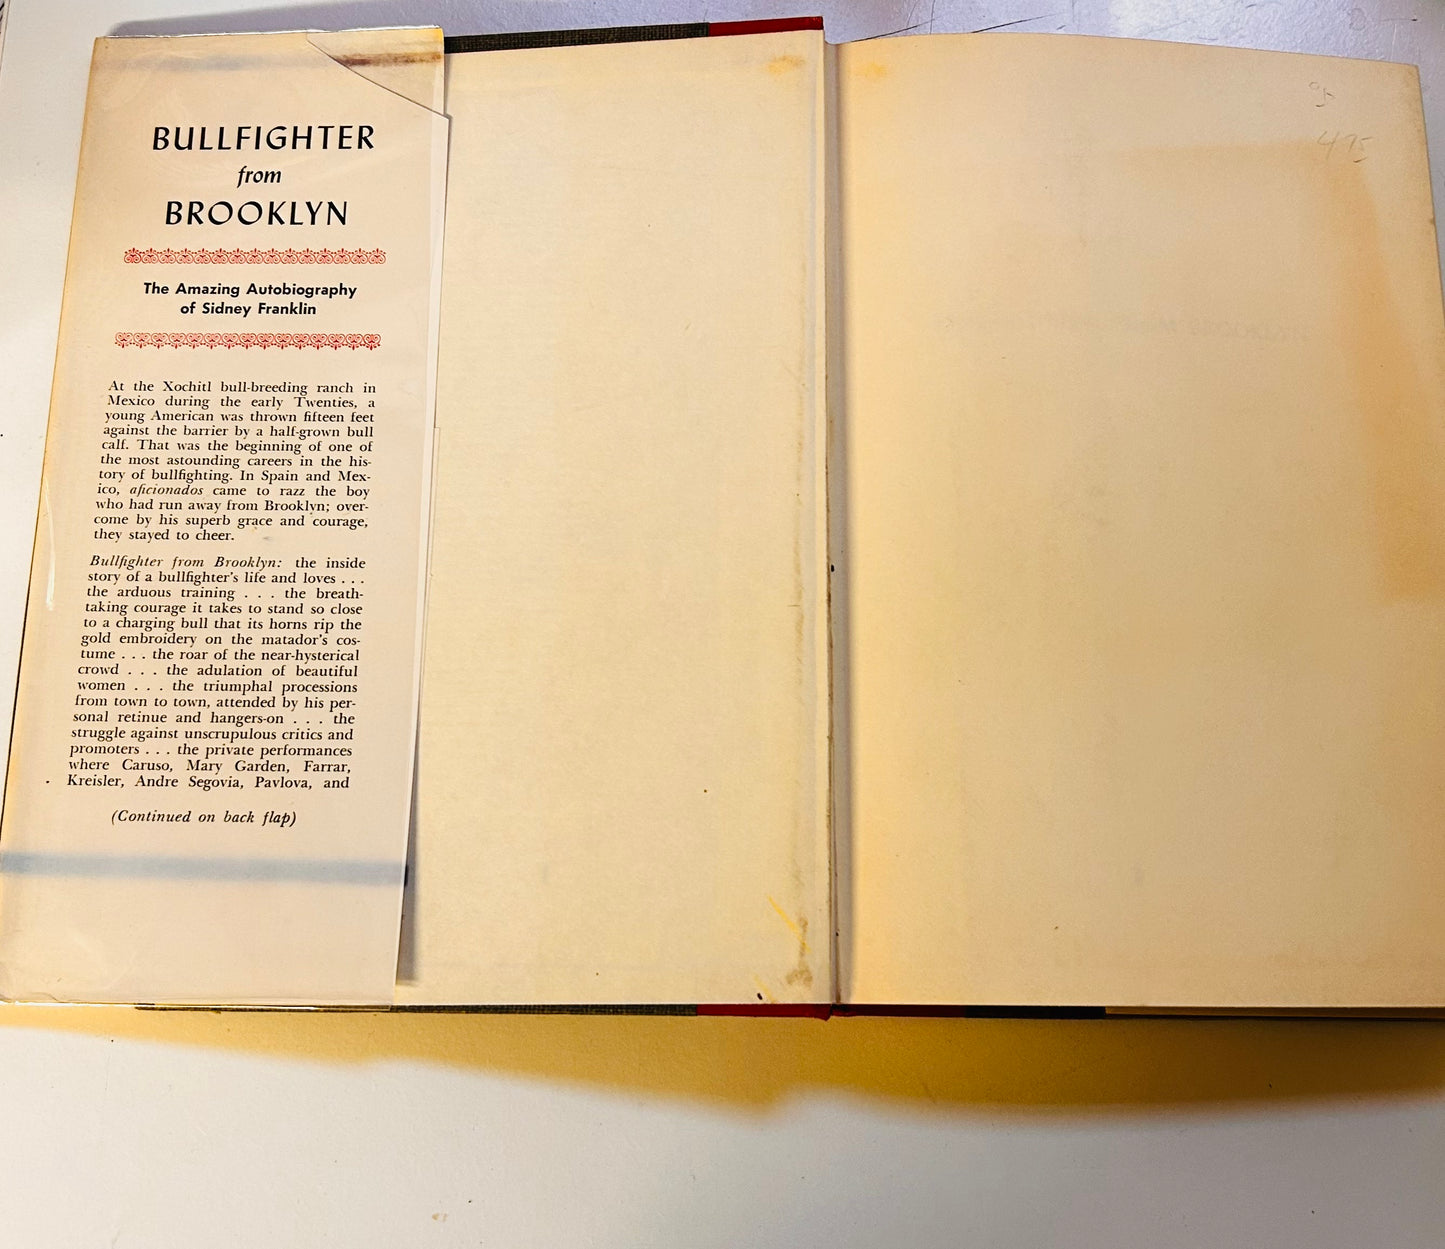 BULLFIGHTER
from
BROOKLYN
The Amazing Autobiography
of Sidney Franklin
At the Xochitl bull-breeding ranch in
Mexico during the early Twenties, a
young American was thrown fifteen feet
against the barrier by a half-grown bull
calf. That was the beginning of one of
the most astounding careers in the his-
tory of bullfighting. In Spain and Mex-
ico, aficionados came to razz the boy
who had run away from Brooklyn; over-
come by his superb grace and courage,
they stayed to cheer.
Bullfighter from Brooklyn: the inside
story of a bullfighter's life and loves . . .
the arduous training . . . the breath-
taking courage it takes to stand so close
to a charging bull that its horns rip the
gold embroidery on the matador's cos-
tume . . . the roar of the near-hysterical
crowd . . . the adulation of beautiful
women . . . the triumphal processions
from town to town, attended by his per-
sonal retinue and hangers-on . . . the
struggle against unscrupulous critics and
promoters . . . the private performances
where Caruso, Mary Garden, Farrar,
Kreisler, Andre Segovia, Pavlova, and
(Continued on back flap)
495